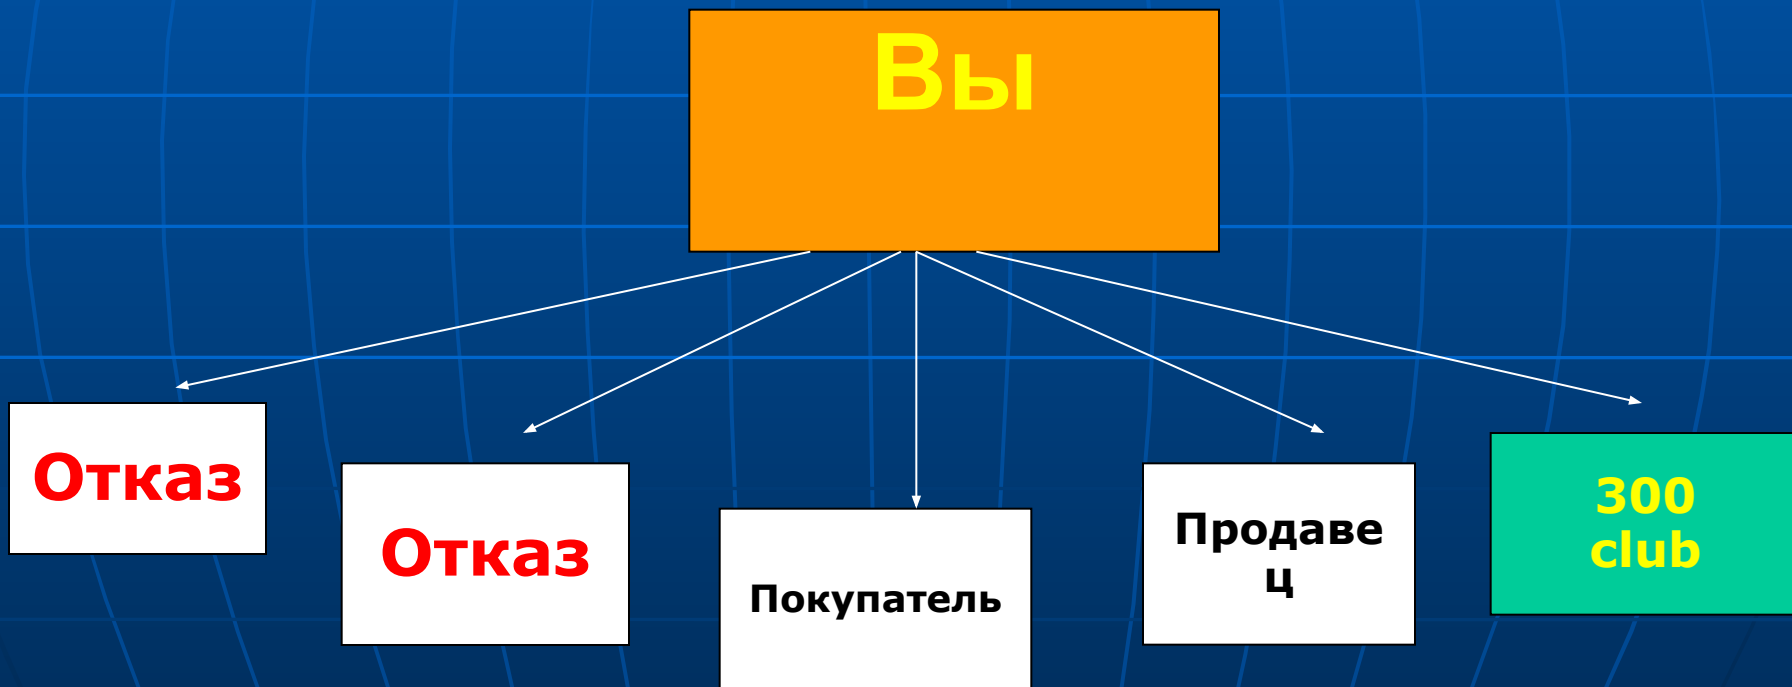 Вы
Отказ
Отказ
Покупатель
Продаве
ц
300
club